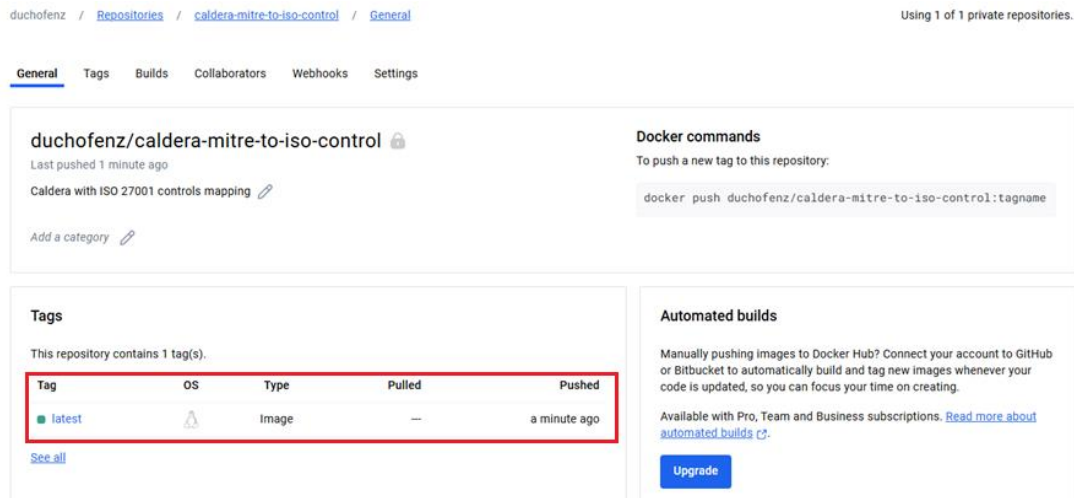 duchofenz / Repositories / caldera-mitre-to-iso-control / General
Using 1 of 1 private repositories.
General Tags Builds Collaborators Webhooks Settings
duchofenz/caldera-mitre-to-iso-control
Last pushed 1 minute ago
Caldera with ISO 27001 controls mapping
Add a category
Docker commands
To push a new tag to this repository:
docker push duchofenz/caldera-mitre-to-iso-control:tagname
Tags
This repository contains 1 tag(s).
Tag OS Type Pulled Pushed
latest Image — a minute ago
See all
Automated builds
Manually pushing images to Docker Hub? Connect your account to GitHub
or Bitbucket to automatically build and tag new images whenever your
code is updated, so you can focus your time on creating.
Available with Pro, Team and Business subscriptions. Read more about
automated builds.
Upgrade